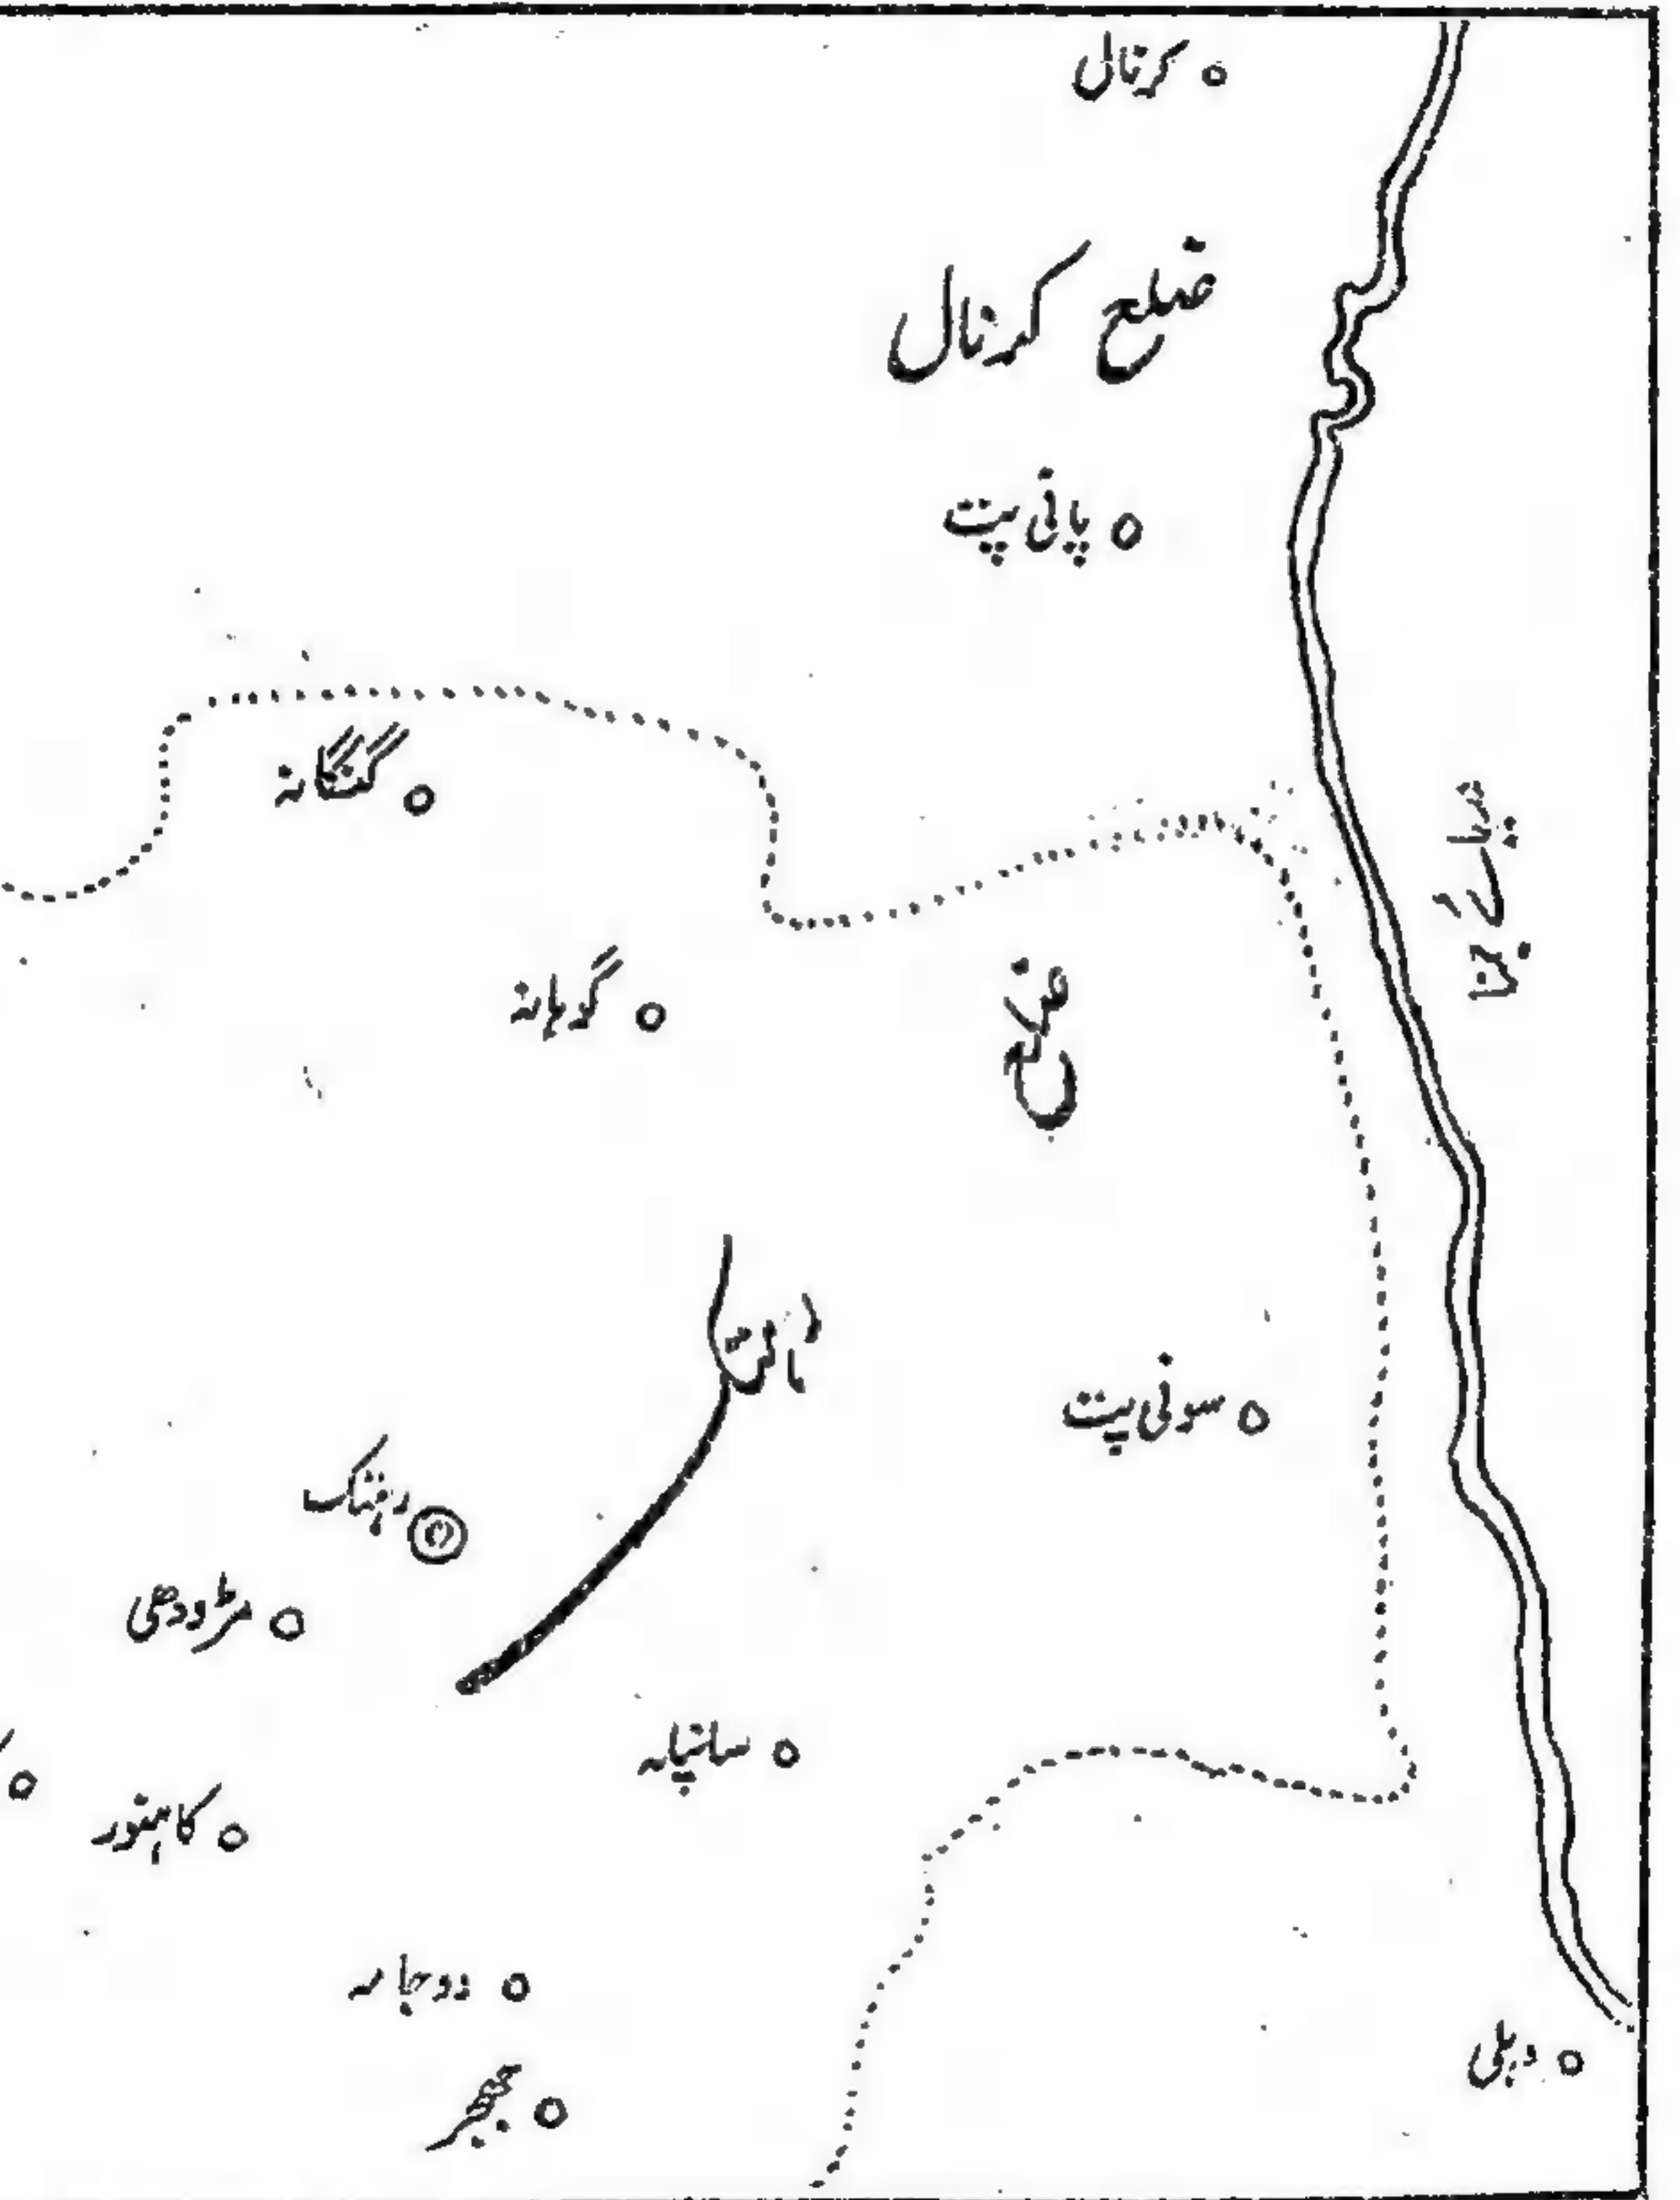 کرنال
ضلع کرنال
پانی پت
گنگانہ
دریائے جمنا
گوہانہ
ضلع
سونی پت
رہتک
مڑودھی
سانپلہ
کاہنور
دوجانہ
دہلی
جھجر